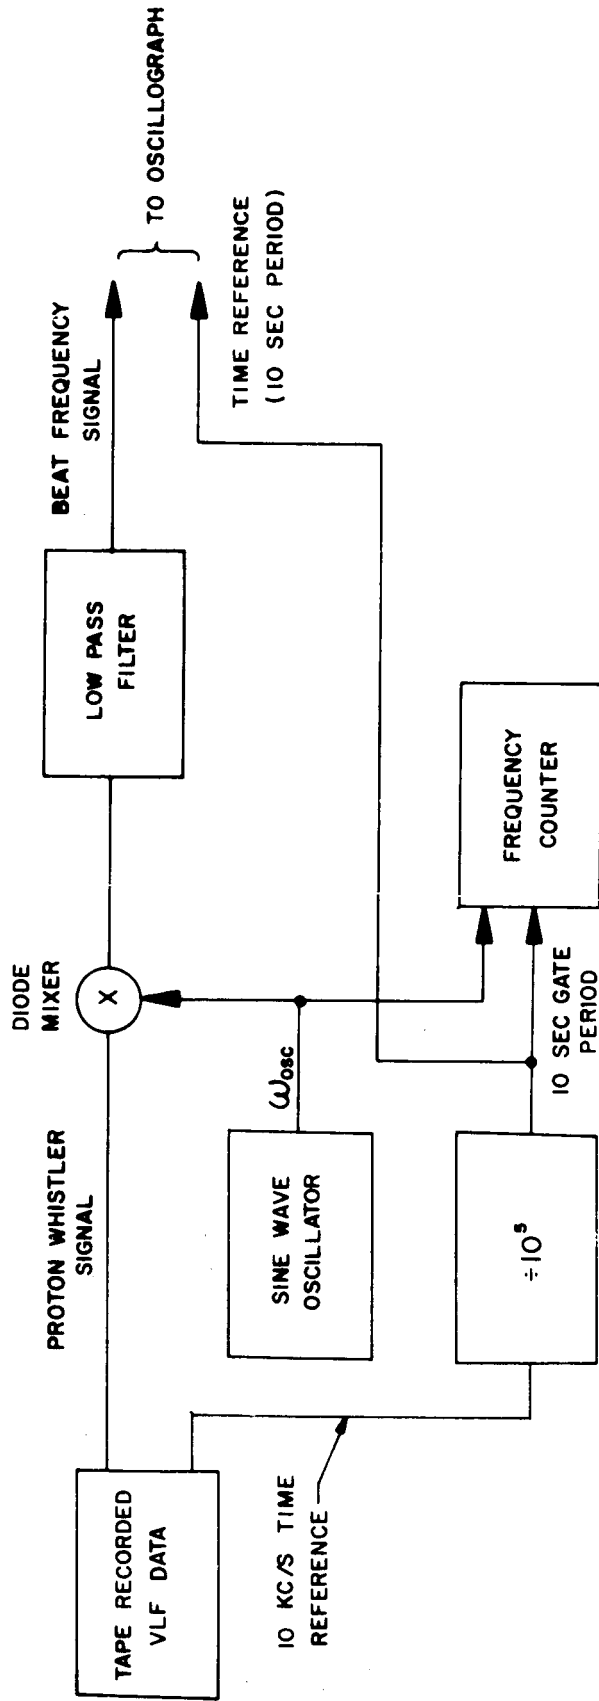 TAPE RECORDED
VLF DATA
PROTON WHISTLER
SIGNAL
DIODE
MIXER
X
LOW PASS
FILTER
BEAT FREQUENCY
SIGNAL
TO OSCILLOGRAPH
TIME REFERENCE
(10 SEC PERIOD)
SINE WAVE
OSCILLATOR
ωosc
10 KC/S TIME
REFERENCE
÷10⁵
10 SEC GATE
PERIOD
FREQUENCY
COUNTER